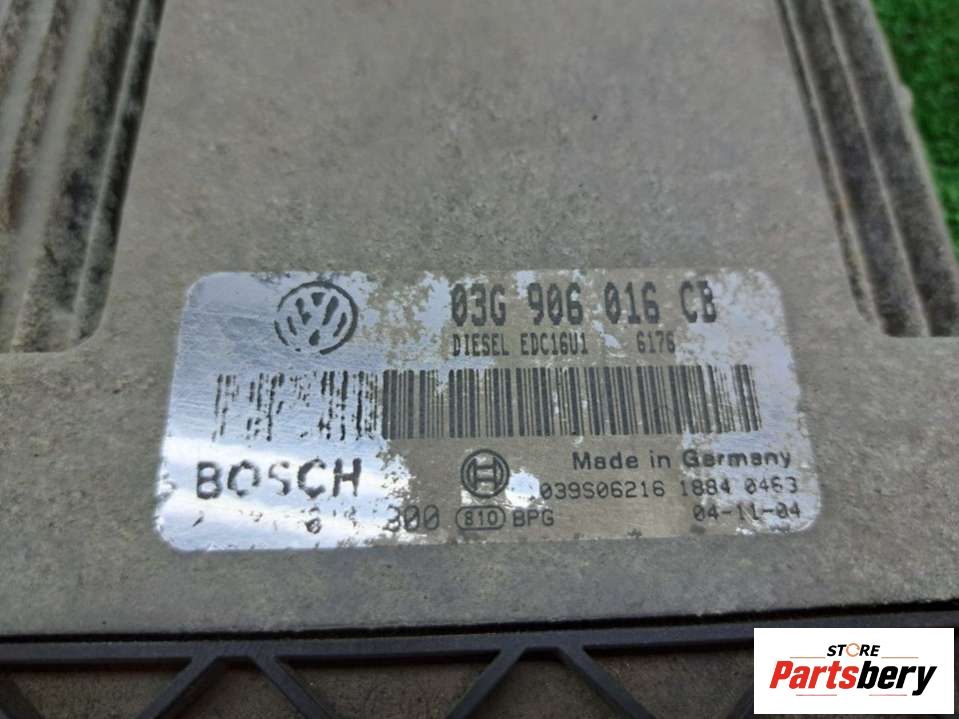 03G 906 016 CB
DIESEL EDC16U1 6176
BOSCH
Made in Germany
039S06216 1884 0463
300 810 BPG
04-11-04
STORE
Partsbery